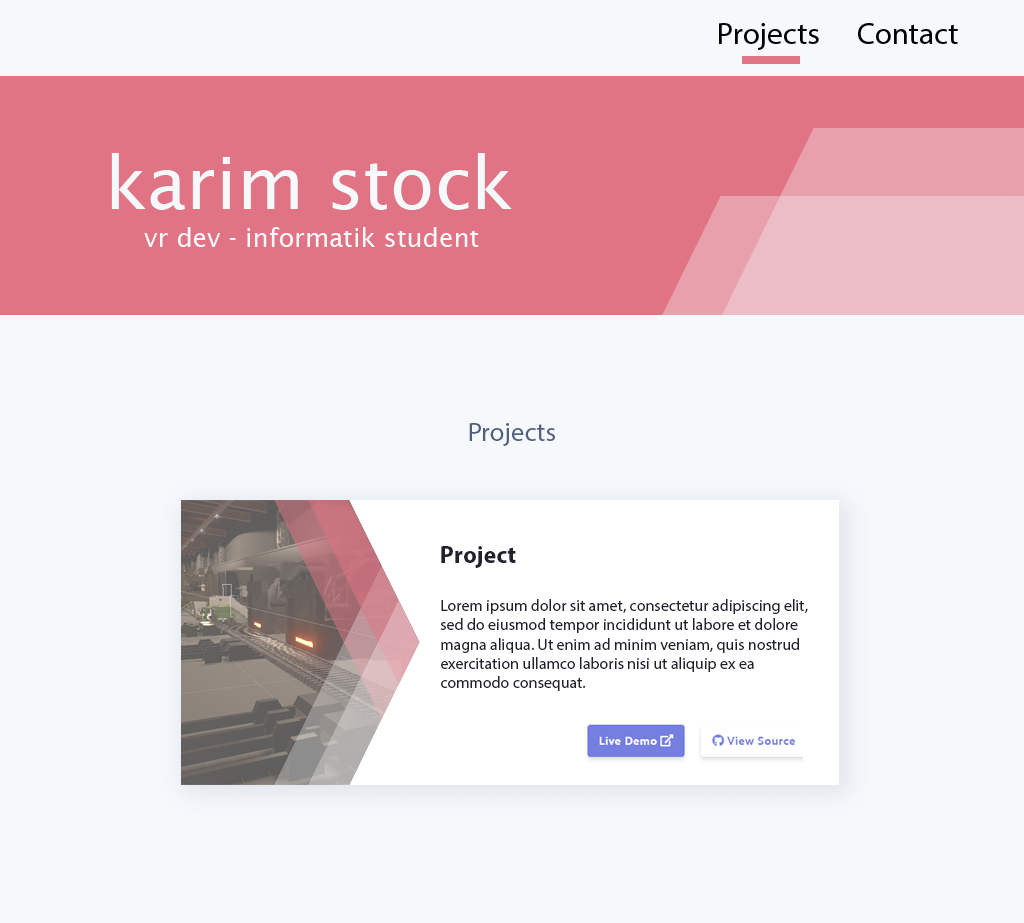 Projects Contact
karim stock
vr dev - informatik student
Projects
Project
Lorem ipsum dolor sit amet, consectetur adipiscing elit,
sed do eiusmod tempor incididunt ut labore et dolore
magna aliqua. Ut enim ad minim veniam, quis nostrud
exercitation ullamco laboris nisi ut aliquip ex ea
commodo consequat.
Live Demo View Source